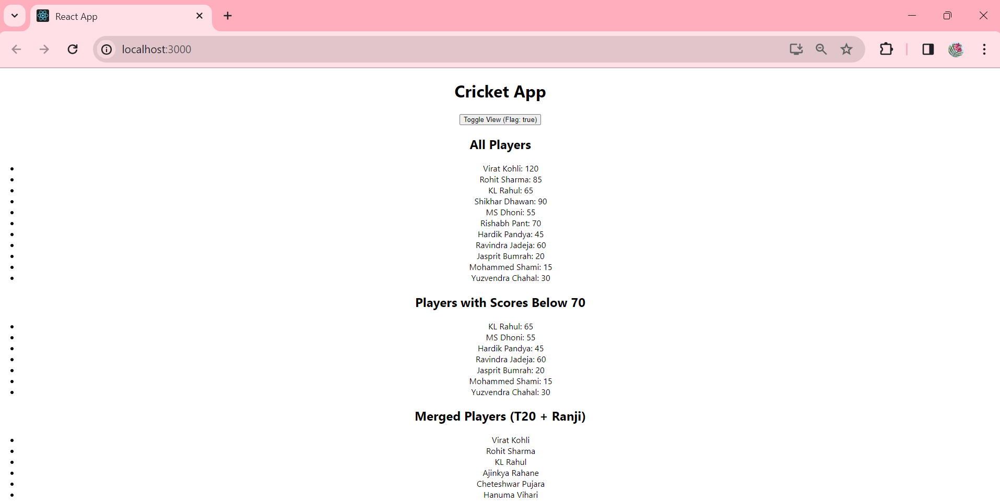 React App
localhost:3000
Cricket App
Toggle View (Flag: true)
All Players
Virat Kohli: 120
Rohit Sharma: 85
KL Rahul: 65
Shikhar Dhawan: 90
MS Dhoni: 55
Rishabh Pant: 70
Hardik Pandya: 45
Ravindra Jadeja: 60
Jasprit Bumrah: 20
Mohammed Shami: 15
Yuzvendra Chahal: 30
Players with Scores Below 70
KL Rahul: 65
MS Dhoni: 55
Hardik Pandya: 45
Ravindra Jadeja: 60
Jasprit Bumrah: 20
Mohammed Shami: 15
Yuzvendra Chahal: 30
Merged Players (T20 + Ranji)
Virat Kohli
Rohit Sharma
KL Rahul
Ajinkya Rahane
Cheteshwar Pujara
Hanuma Vihari